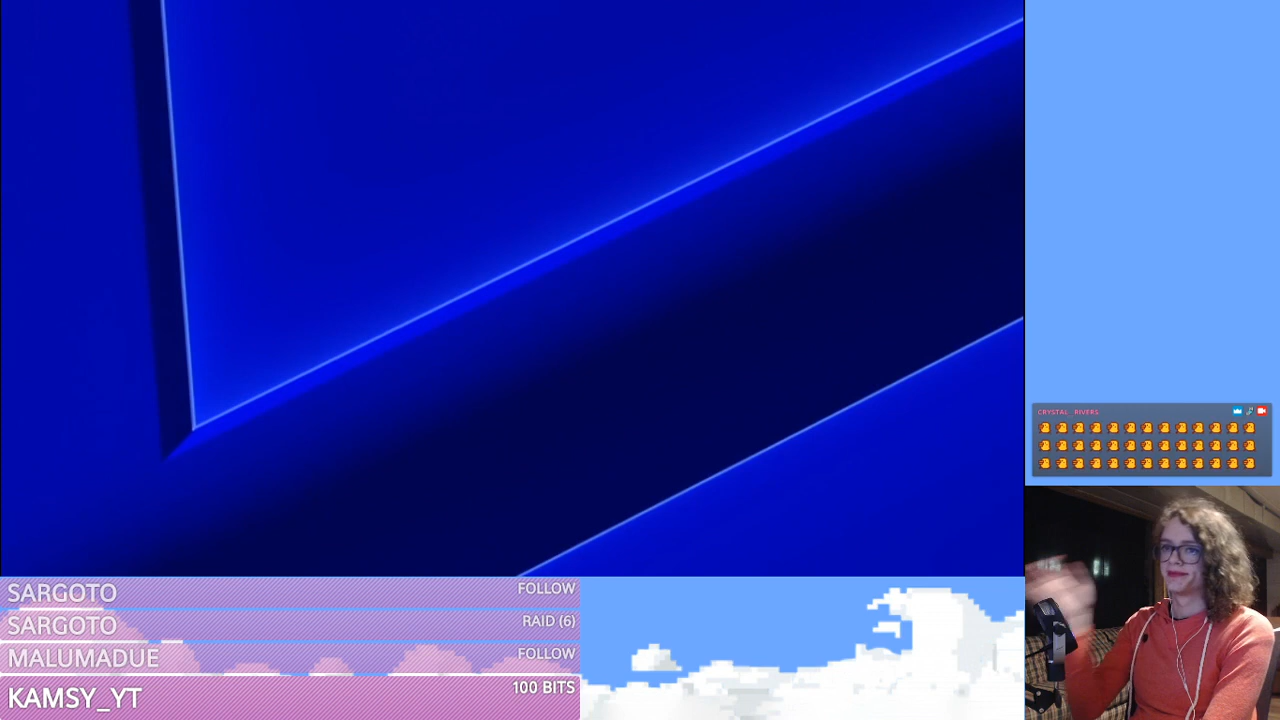 CRYSTAL_RIVERS
SARGOTO FOLLOW
SARGOTO RAID (6)
MALUMADUE FOLLOW
KAMSY_YT 100 BITS